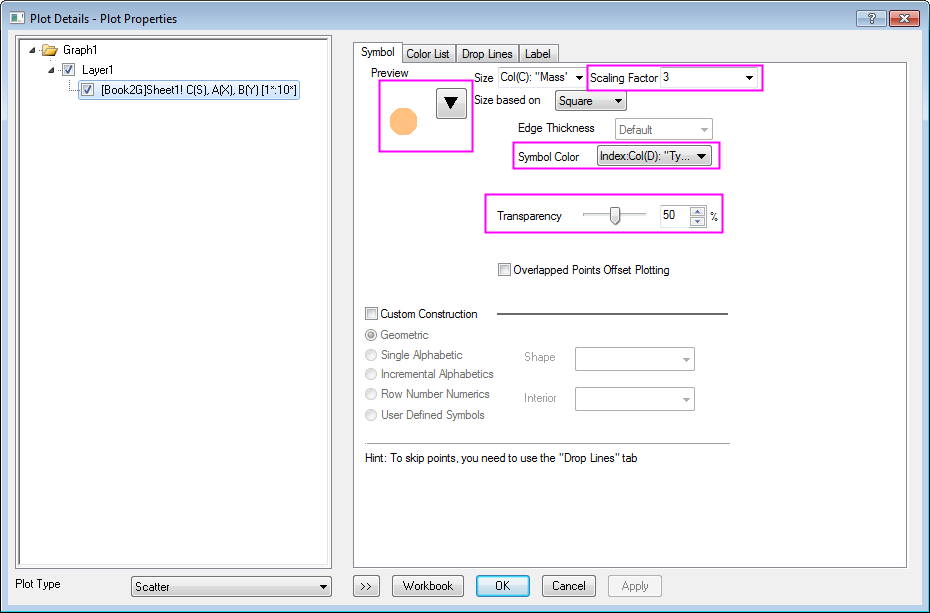 Plot Details - Plot Properties
?
Graph1
Layer1
[Book2G]Sheet1! C(S), A(X), B(Y) [1*:10*]
Symbol Color List Drop Lines Label
Preview
Size Col(C): "Mass' Scaling Factor 3
Size based on Square
Edge Thickness Default
Symbol Color Index:Col(D): "Ty...
Transparency 50 %
Overlapped Points Offset Plotting
Custom Construction
Geometric
Single Alphabetic
Shape
Incremental Alphabetics
Row Number Numerics
Interior
User Defined Symbols
Hint: To skip points, you need to use the "Drop Lines" tab
Plot Type Scatter >> Workbook OK Cancel Apply